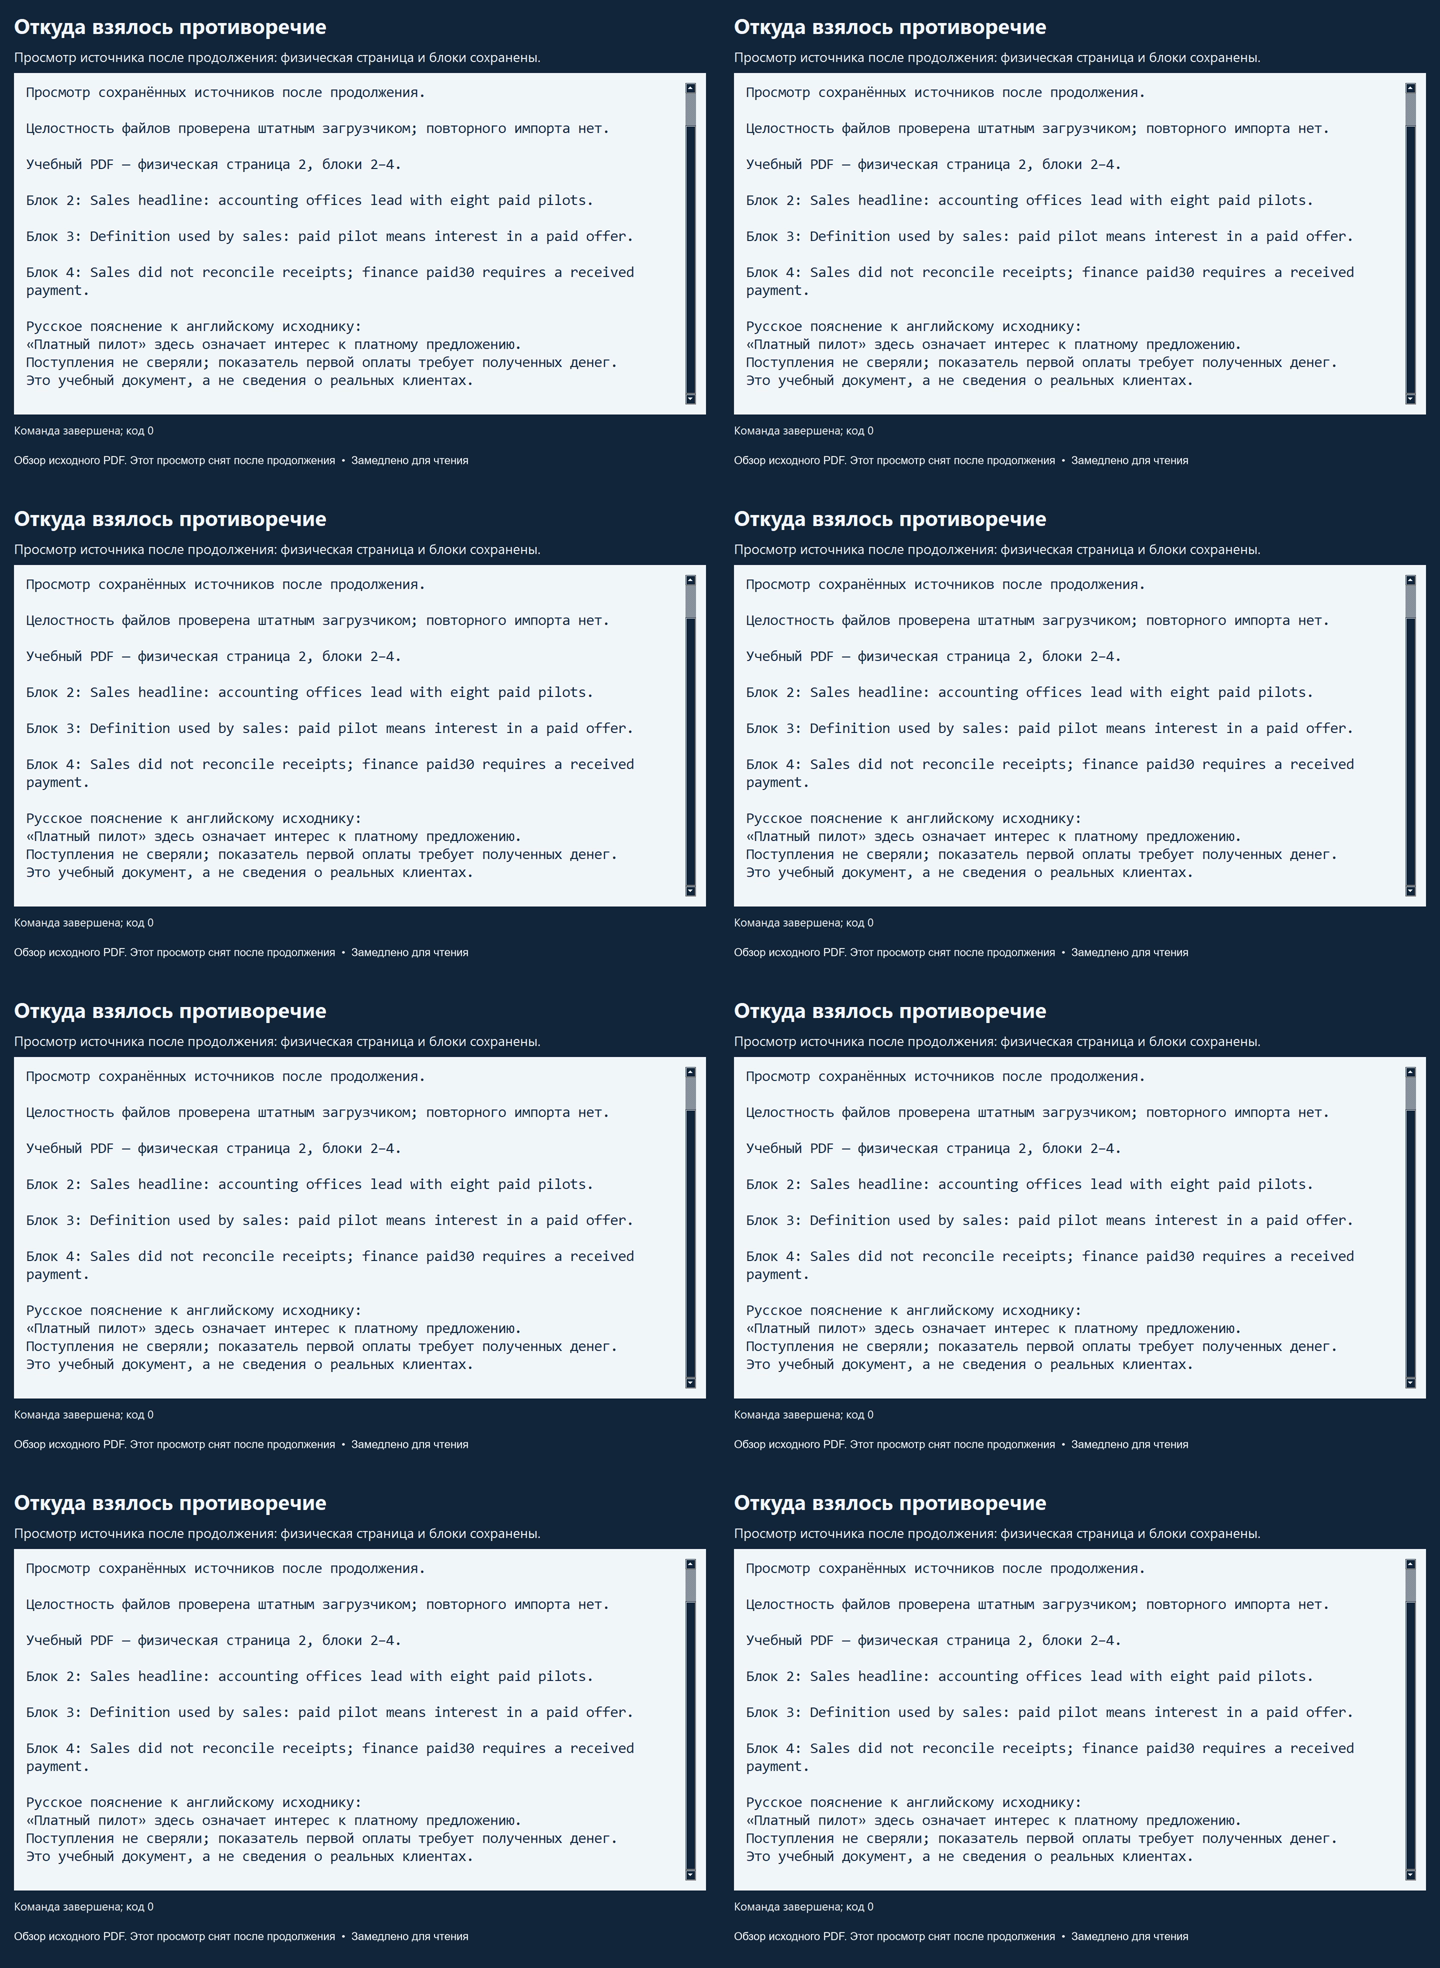 Откуда взялось противоречие
Просмотр источника после продолжения: физическая страница и блоки сохранены.
Просмотр сохранённых источников после продолжения.
Целостность файлов проверена штатным загрузчиком; повторного импорта нет.
Учебный PDF — физическая страница 2, блоки 2–4.
Блок 2: Sales headline: accounting offices lead with eight paid pilots.
Блок 3: Definition used by sales: paid pilot means interest in a paid offer.
Блок 4: Sales did not reconcile receipts; finance paid30 requires a received
payment.
Русское пояснение к английскому исходнику:
«Платный пилот» здесь означает интерес к платному предложению.
Поступления не сверяли; показатель первой оплаты требует полученных денег.
Это учебный документ, а не сведения о реальных клиентах.
Команда завершена; код 0
Обзор исходного PDF. Этот просмотр снят после продолжения • Замедлено для чтения
Откуда взялось противоречие
Просмотр источника после продолжения: физическая страница и блоки сохранены.
Просмотр сохранённых источников после продолжения.
Целостность файлов проверена штатным загрузчиком; повторного импорта нет.
Учебный PDF — физическая страница 2, блоки 2–4.
Блок 2: Sales headline: accounting offices lead with eight paid pilots.
Блок 3: Definition used by sales: paid pilot means interest in a paid offer.
Блок 4: Sales did not reconcile receipts; finance paid30 requires a received
payment.
Русское пояснение к английскому исходнику:
«Платный пилот» здесь означает интерес к платному предложению.
Поступления не сверяли; показатель первой оплаты требует полученных денег.
Это учебный документ, а не сведения о реальных клиентах.
Команда завершена; код 0
Обзор исходного PDF. Этот просмотр снят после продолжения • Замедлено для чтения
Откуда взялось противоречие
Просмотр источника после продолжения: физическая страница и блоки сохранены.
Просмотр сохранённых источников после продолжения.
Целостность файлов проверена штатным загрузчиком; повторного импорта нет.
Учебный PDF — физическая страница 2, блоки 2–4.
Блок 2: Sales headline: accounting offices lead with eight paid pilots.
Блок 3: Definition used by sales: paid pilot means interest in a paid offer.
Блок 4: Sales did not reconcile receipts; finance paid30 requires a received
payment.
Русское пояснение к английскому исходнику:
«Платный пилот» здесь означает интерес к платному предложению.
Поступления не сверяли; показатель первой оплаты требует полученных денег.
Это учебный документ, а не сведения о реальных клиентах.
Команда завершена; код 0
Обзор исходного PDF. Этот просмотр снят после продолжения • Замедлено для чтения
Откуда взялось противоречие
Просмотр источника после продолжения: физическая страница и блоки сохранены.
Просмотр сохранённых источников после продолжения.
Целостность файлов проверена штатным загрузчиком; повторного импорта нет.
Учебный PDF — физическая страница 2, блоки 2–4.
Блок 2: Sales headline: accounting offices lead with eight paid pilots.
Блок 3: Definition used by sales: paid pilot means interest in a paid offer.
Блок 4: Sales did not reconcile receipts; finance paid30 requires a received
payment.
Русское пояснение к английскому исходнику:
«Платный пилот» здесь означает интерес к платному предложению.
Поступления не сверяли; показатель первой оплаты требует полученных денег.
Это учебный документ, а не сведения о реальных клиентах.
Команда завершена; код 0
Обзор исходного PDF. Этот просмотр снят после продолжения • Замедлено для чтения
Откуда взялось противоречие
Просмотр источника после продолжения: физическая страница и блоки сохранены.
Просмотр сохранённых источников после продолжения.
Целостность файлов проверена штатным загрузчиком; повторного импорта нет.
Учебный PDF — физическая страница 2, блоки 2–4.
Блок 2: Sales headline: accounting offices lead with eight paid pilots.
Блок 3: Definition used by sales: paid pilot means interest in a paid offer.
Блок 4: Sales did not reconcile receipts; finance paid30 requires a received
payment.
Русское пояснение к английскому исходнику:
«Платный пилот» здесь означает интерес к платному предложению.
Поступления не сверяли; показатель первой оплаты требует полученных денег.
Это учебный документ, а не сведения о реальных клиентах.
Команда завершена; код 0
Обзор исходного PDF. Этот просмотр снят после продолжения • Замедлено для чтения
Откуда взялось противоречие
Просмотр источника после продолжения: физическая страница и блоки сохранены.
Просмотр сохранённых источников после продолжения.
Целостность файлов проверена штатным загрузчиком; повторного импорта нет.
Учебный PDF — физическая страница 2, блоки 2–4.
Блок 2: Sales headline: accounting offices lead with eight paid pilots.
Блок 3: Definition used by sales: paid pilot means interest in a paid offer.
Блок 4: Sales did not reconcile receipts; finance paid30 requires a received
payment.
Русское пояснение к английскому исходнику:
«Платный пилот» здесь означает интерес к платному предложению.
Поступления не сверяли; показатель первой оплаты требует полученных денег.
Это учебный документ, а не сведения о реальных клиентах.
Команда завершена; код 0
Обзор исходного PDF. Этот просмотр снят после продолжения • Замедлено для чтения
Откуда взялось противоречие
Просмотр источника после продолжения: физическая страница и блоки сохранены.
Просмотр сохранённых источников после продолжения.
Целостность файлов проверена штатным загрузчиком; повторного импорта нет.
Учебный PDF — физическая страница 2, блоки 2–4.
Блок 2: Sales headline: accounting offices lead with eight paid pilots.
Блок 3: Definition used by sales: paid pilot means interest in a paid offer.
Блок 4: Sales did not reconcile receipts; finance paid30 requires a received
payment.
Русское пояснение к английскому исходнику:
«Платный пилот» здесь означает интерес к платному предложению.
Поступления не сверяли; показатель первой оплаты требует полученных денег.
Это учебный документ, а не сведения о реальных клиентах.
Команда завершена; код 0
Обзор исходного PDF. Этот просмотр снят после продолжения • Замедлено для чтения
Откуда взялось противоречие
Просмотр источника после продолжения: физическая страница и блоки сохранены.
Просмотр сохранённых источников после продолжения.
Целостность файлов проверена штатным загрузчиком; повторного импорта нет.
Учебный PDF — физическая страница 2, блоки 2–4.
Блок 2: Sales headline: accounting offices lead with eight paid pilots.
Блок 3: Definition used by sales: paid pilot means interest in a paid offer.
Блок 4: Sales did not reconcile receipts; finance paid30 requires a received
payment.
Русское пояснение к английскому исходнику:
«Платный пилот» здесь означает интерес к платному предложению.
Поступления не сверяли; показатель первой оплаты требует полученных денег.
Это учебный документ, а не сведения о реальных клиентах.
Команда завершена; код 0
Обзор исходного PDF. Этот просмотр снят после продолжения • Замедлено для чтения